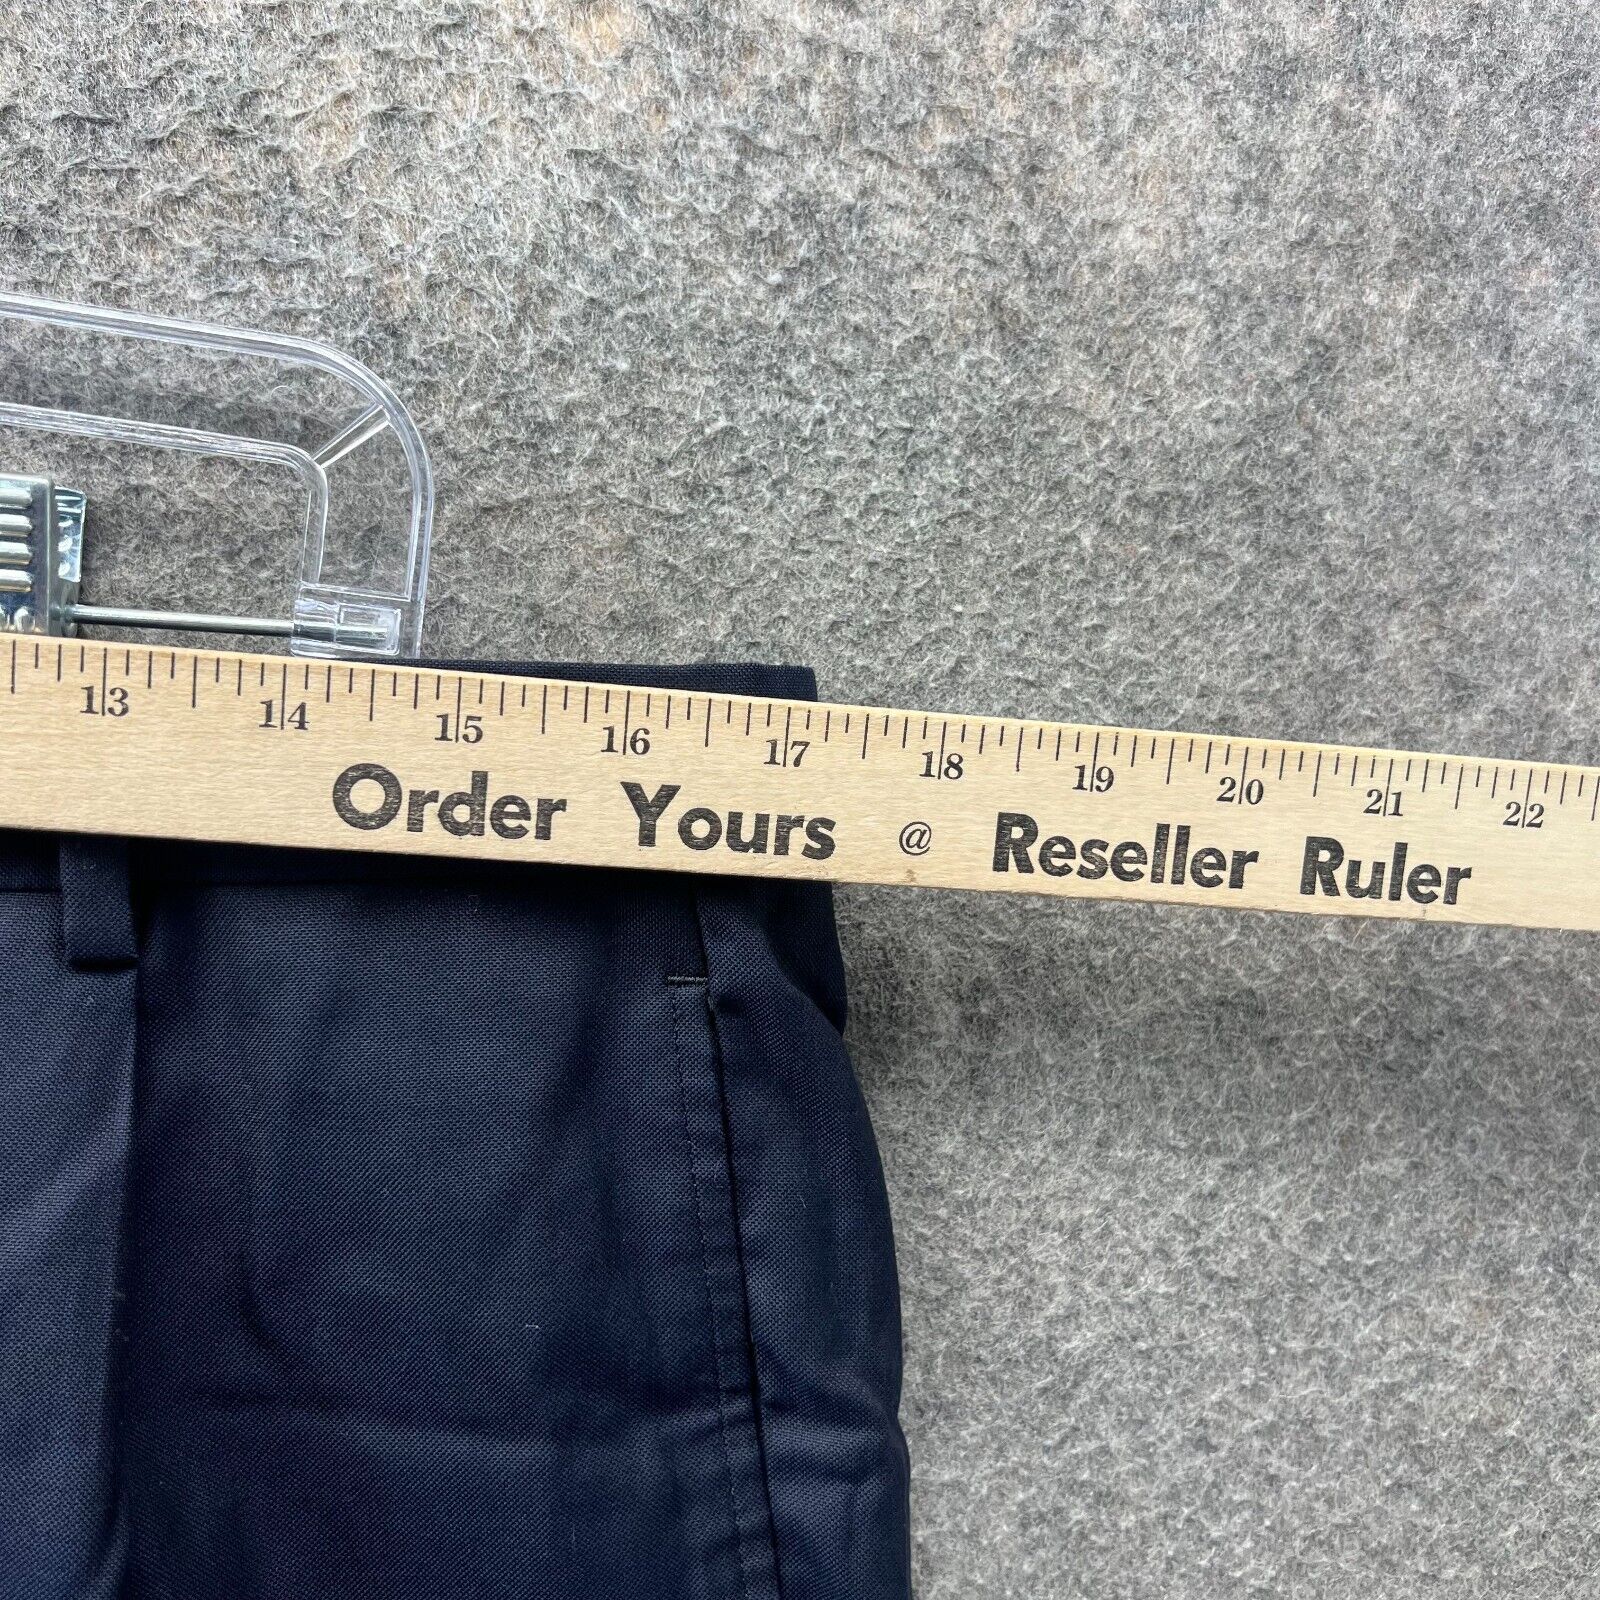 13 14 15 16 17 18 19 20 21 22
Order Yours @ Reseller Ruler